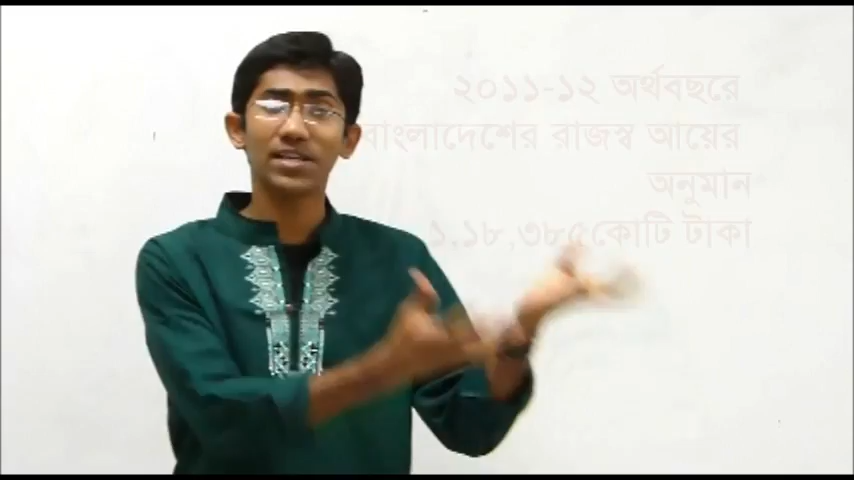 ২০১১-১২ অর্থবছরে
বাংলাদেশের রাজস্ব আয়ের
অনুমান
১,১৮,৩৮৫কোটি টাকা